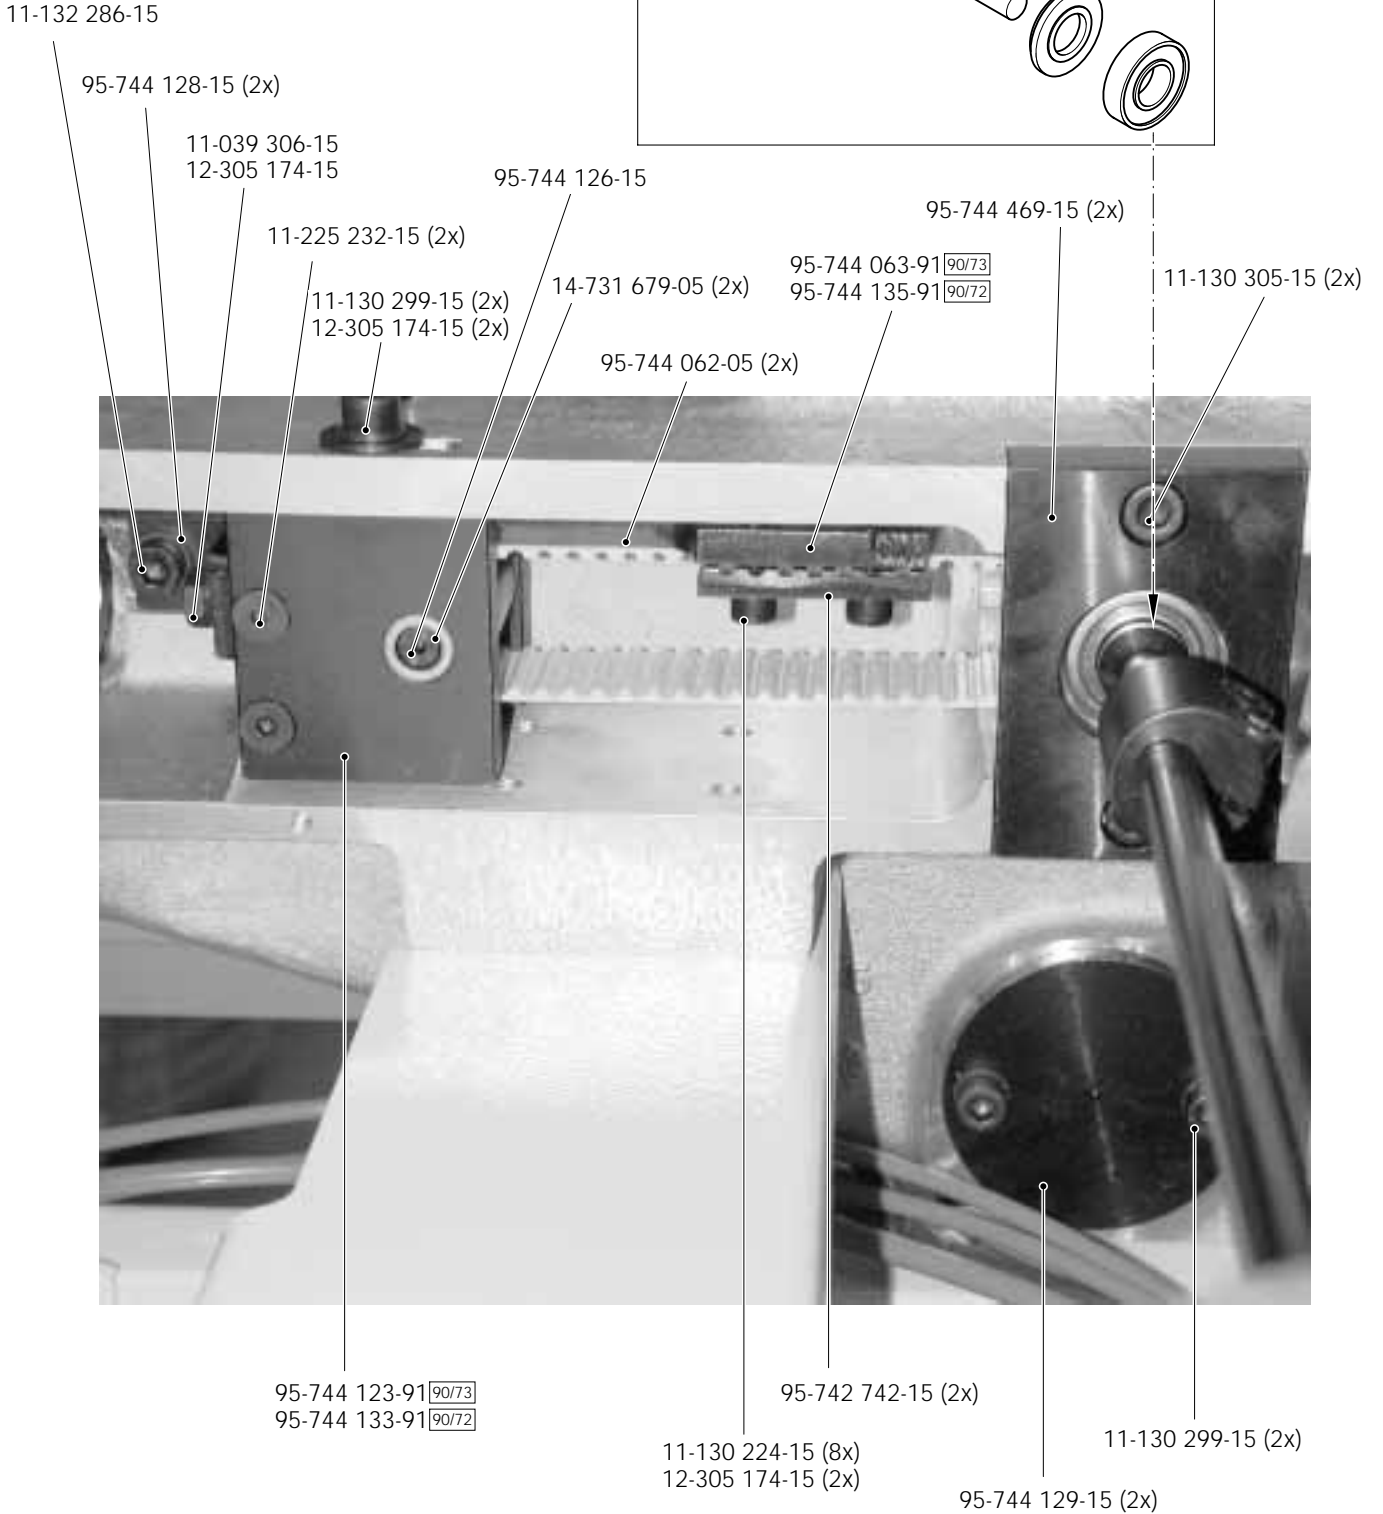 11-132 286-15
95-744 128-15 (2x)
11-039 306-15
12-305 174-15
95-744 126-15
95-744 469-15 (2x)
11-225 232-15 (2x)
95-744 063-91 90/73
95-744 135-91 90/72
11-130 305-15 (2x)
14-731 679-05 (2x)
11-130 299-15 (2x)
12-305 174-15 (2x)
95-744 062-05 (2x)
95-744 123-91 90/73
95-744 133-91 90/72
95-742 742-15 (2x)
11-130 224-15 (8x)
12-305 174-15 (2x)
11-130 299-15 (2x)
95-744 129-15 (2x)